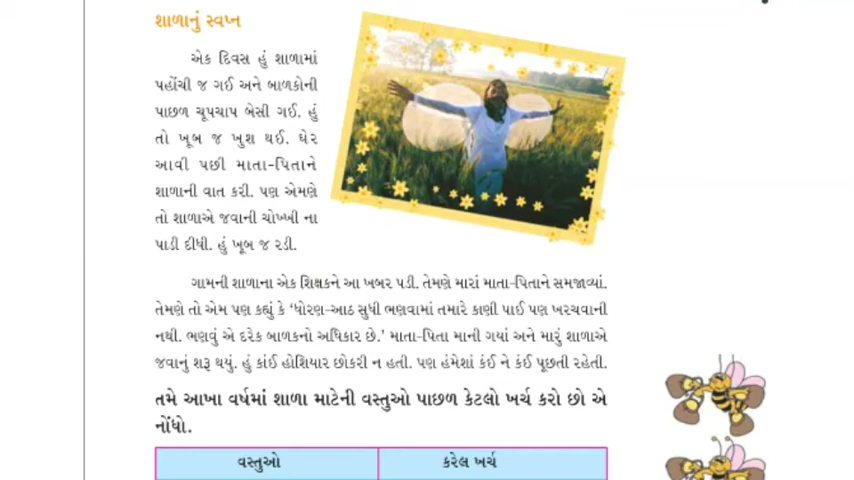 શાળાનું સ્વપ્ન
એક દિવસ હું શાળામાં
પહોંચી જ ગઈ અને બાળકોની
પાછળ ચૂપચાપ બેસી ગઈ. હું
તો ખૂબ જ ખુશ થઈ. ઘેર
આવી પછી માતા-પિતાને
શાળાની વાત કરી. પણ એમણે
તો શાળાએ જવાની ચોખ્ખી ના
પાડી દીધી. હું ખૂબ જ રડી.
ગામની શાળાના એક શિક્ષકને આ ખબર પડી. તેમણે મારાં માતા-પિતાને સમજાવ્યાં.
તેમણે તો એમ પણ કહ્યું કે ‘ધોરણ-આઠ સુધી ભણવામાં તમારે કાણી પાઈ પણ ખરચવાની
નથી. ભણવું એ દરેક બાળકનો અધિકાર છે.’ માતા-પિતા માની ગયાં અને મારું શાળાએ
જવાનું શરૂ થયું. હું કાંઈ હોશિયાર છોકરી ન હતી. પણ હંમેશાં કંઈ ને કંઈ પૂછતી રહેતી.
તમે આખા વર્ષમાં શાળા માટેની વસ્તુઓ પાછળ કેટલો ખર્ચ કરો છો એ
નોંધો.
વસ્તુઓ કરેલ ખર્ચ